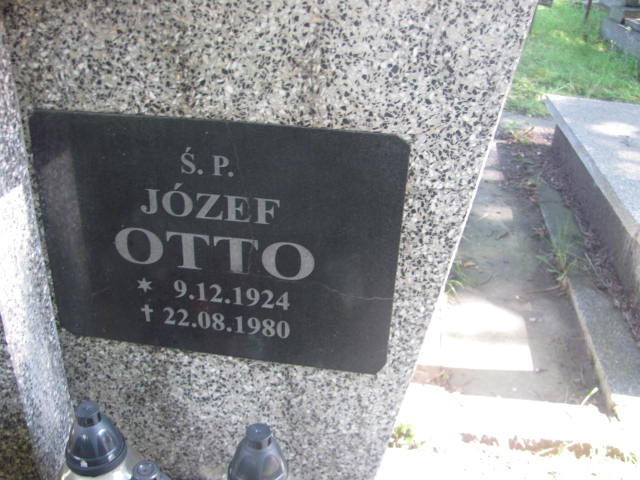 Ś. P.
JÓZEF
OTTO
* 9.12.1924
† 22.08.1980